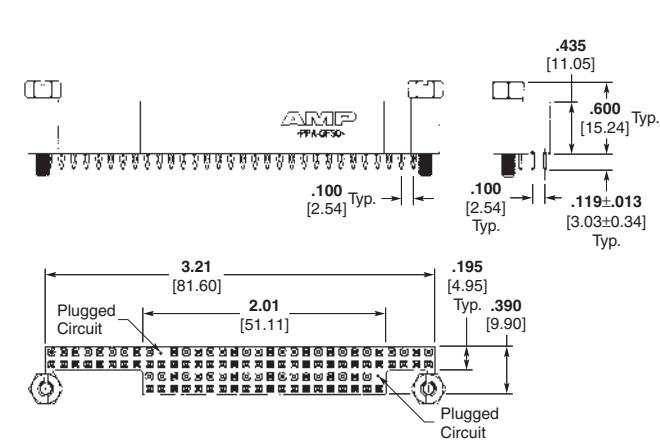 .435
[11.05]
.600
[15.24]
Typ.
AMP
.100
[2.54]
Typ.
.100
[2.54]
Typ.
.119±.013
[3.03±0.34]
Typ.
3.21
[81.60]
.195
[4.95]
Typ.
Plugged
Circuit
2.01
[51.11]
.390
[9.90]
Plugged
Circuit